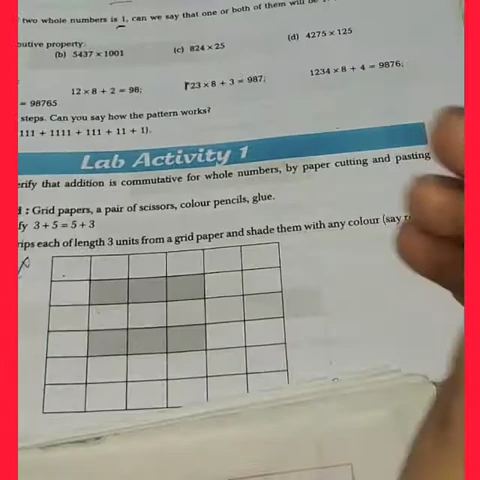 two whole numbers is 1, can we say that one or both of them will be
butive property:
(b) 5437 × 1001 (c) 824 × 25 (d) 4275 × 125
12 × 8 + 2 = 98; 123 × 8 + 3 = 987; 1234 × 8 + 4 = 9876;
= 98765
steps. Can you say how the pattern works?
111 + 1111 + 111 + 11 + 1).
Lab Activity 1
erify that addition is commutative for whole numbers, by paper cutting and pasting.
: Grid papers, a pair of scissors, colour pencils, glue.
fy 3 + 5 = 5 + 3
rips each of length 3 units from a grid paper and shade them with any colour (say